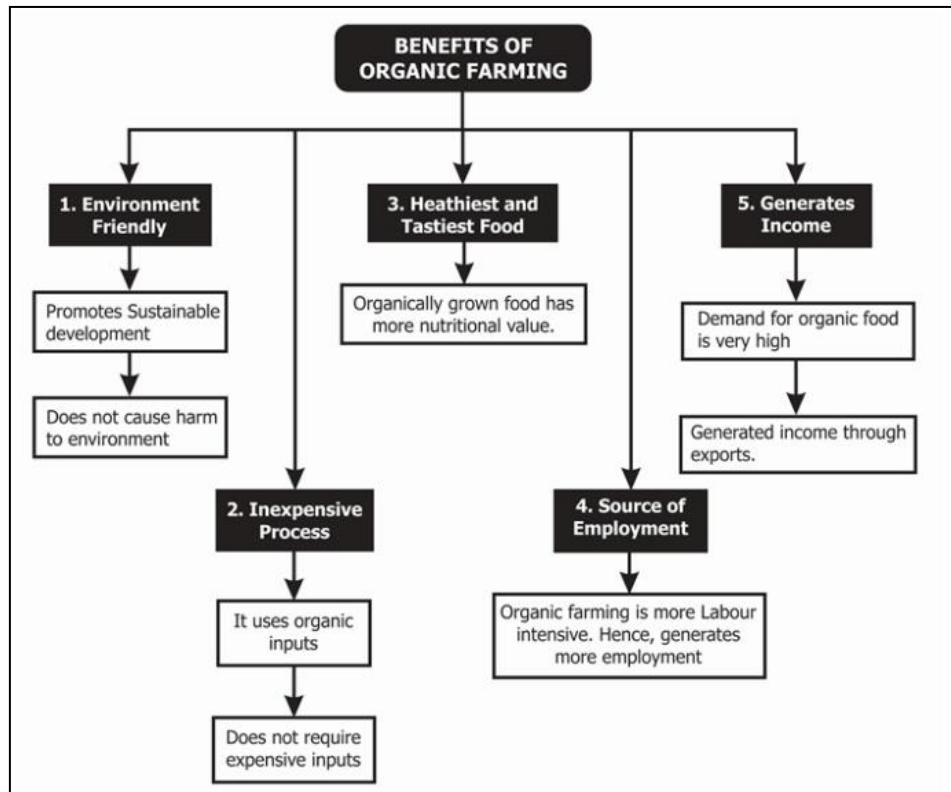 BENEFITS OF
ORGANIC FARMING
1. Environment
Friendly
Promotes Sustainable
development
Does not cause harm
to environment
2. Inexpensive
Process
It uses organic
inputs
Does not require
expensive inputs
3. Heathiest and
Tastiest Food
Organically grown food has
more nutritional value.
4. Source of
Employment
Organic farming is more Labour
intensive. Hence, generates
more employment
5. Generates
Income
Demand for organic food
is very high
Generated income through
exports.